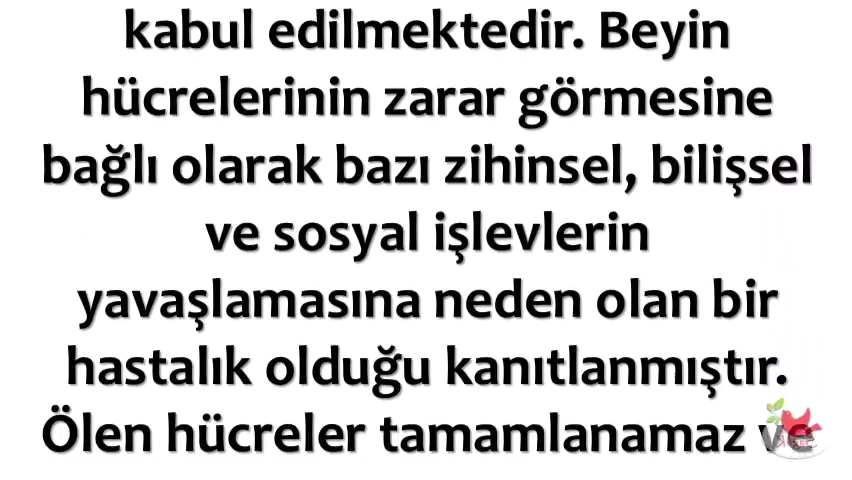 kabul edilmektedir. Beyin
hücrelerinin zarar görmesine
bağlı olarak bazı zihinsel, bilişsel
ve sosyal işlevlerin
yavaşlamasına neden olan bir
hastalık olduğu kanıtlanmıştır.
Ölen hücreler tamamlanamaz ve